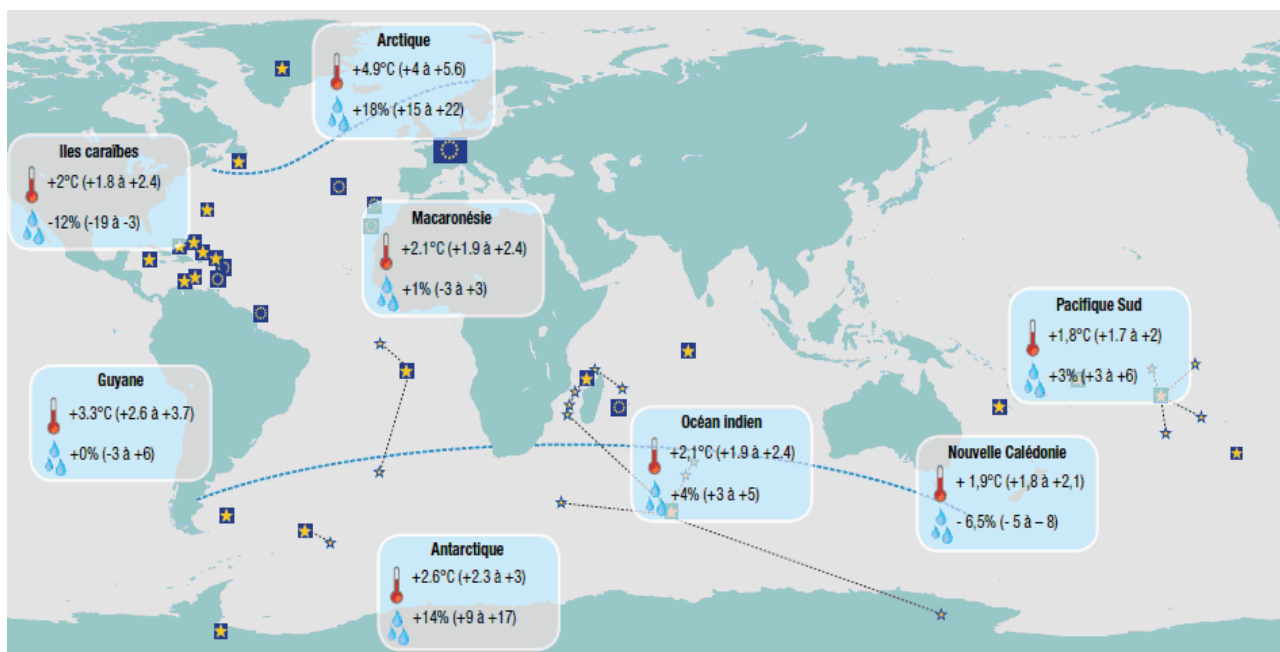 Arctique
+4.9°C (+4 à +5.6)
+18% (+15 à +22)
Iles caraïbes
+2°C (+1.8 à +2.4)
-12% (-19 à -3)
Macaronésie
+2.1°C (+1.9 à +2.4)
+1% (-3 à +3)
Pacifique Sud
+1,8°C (+1.7 à +2)
+3% (+3 à +6)
Guyane
+3.3°C (+2.6 à +3.7)
+0% (-3 à +6)
Océan indien
+2,1°C (+1.9 à +2.4)
+4% (+3 à +5)
Nouvelle Calédonie
+ 1,9°C (+1,8 à +2,1)
- 6,5% (- 5 à – 8)
Antarctique
+2.6°C (+2.3 à +3)
+14% (+9 à +17)